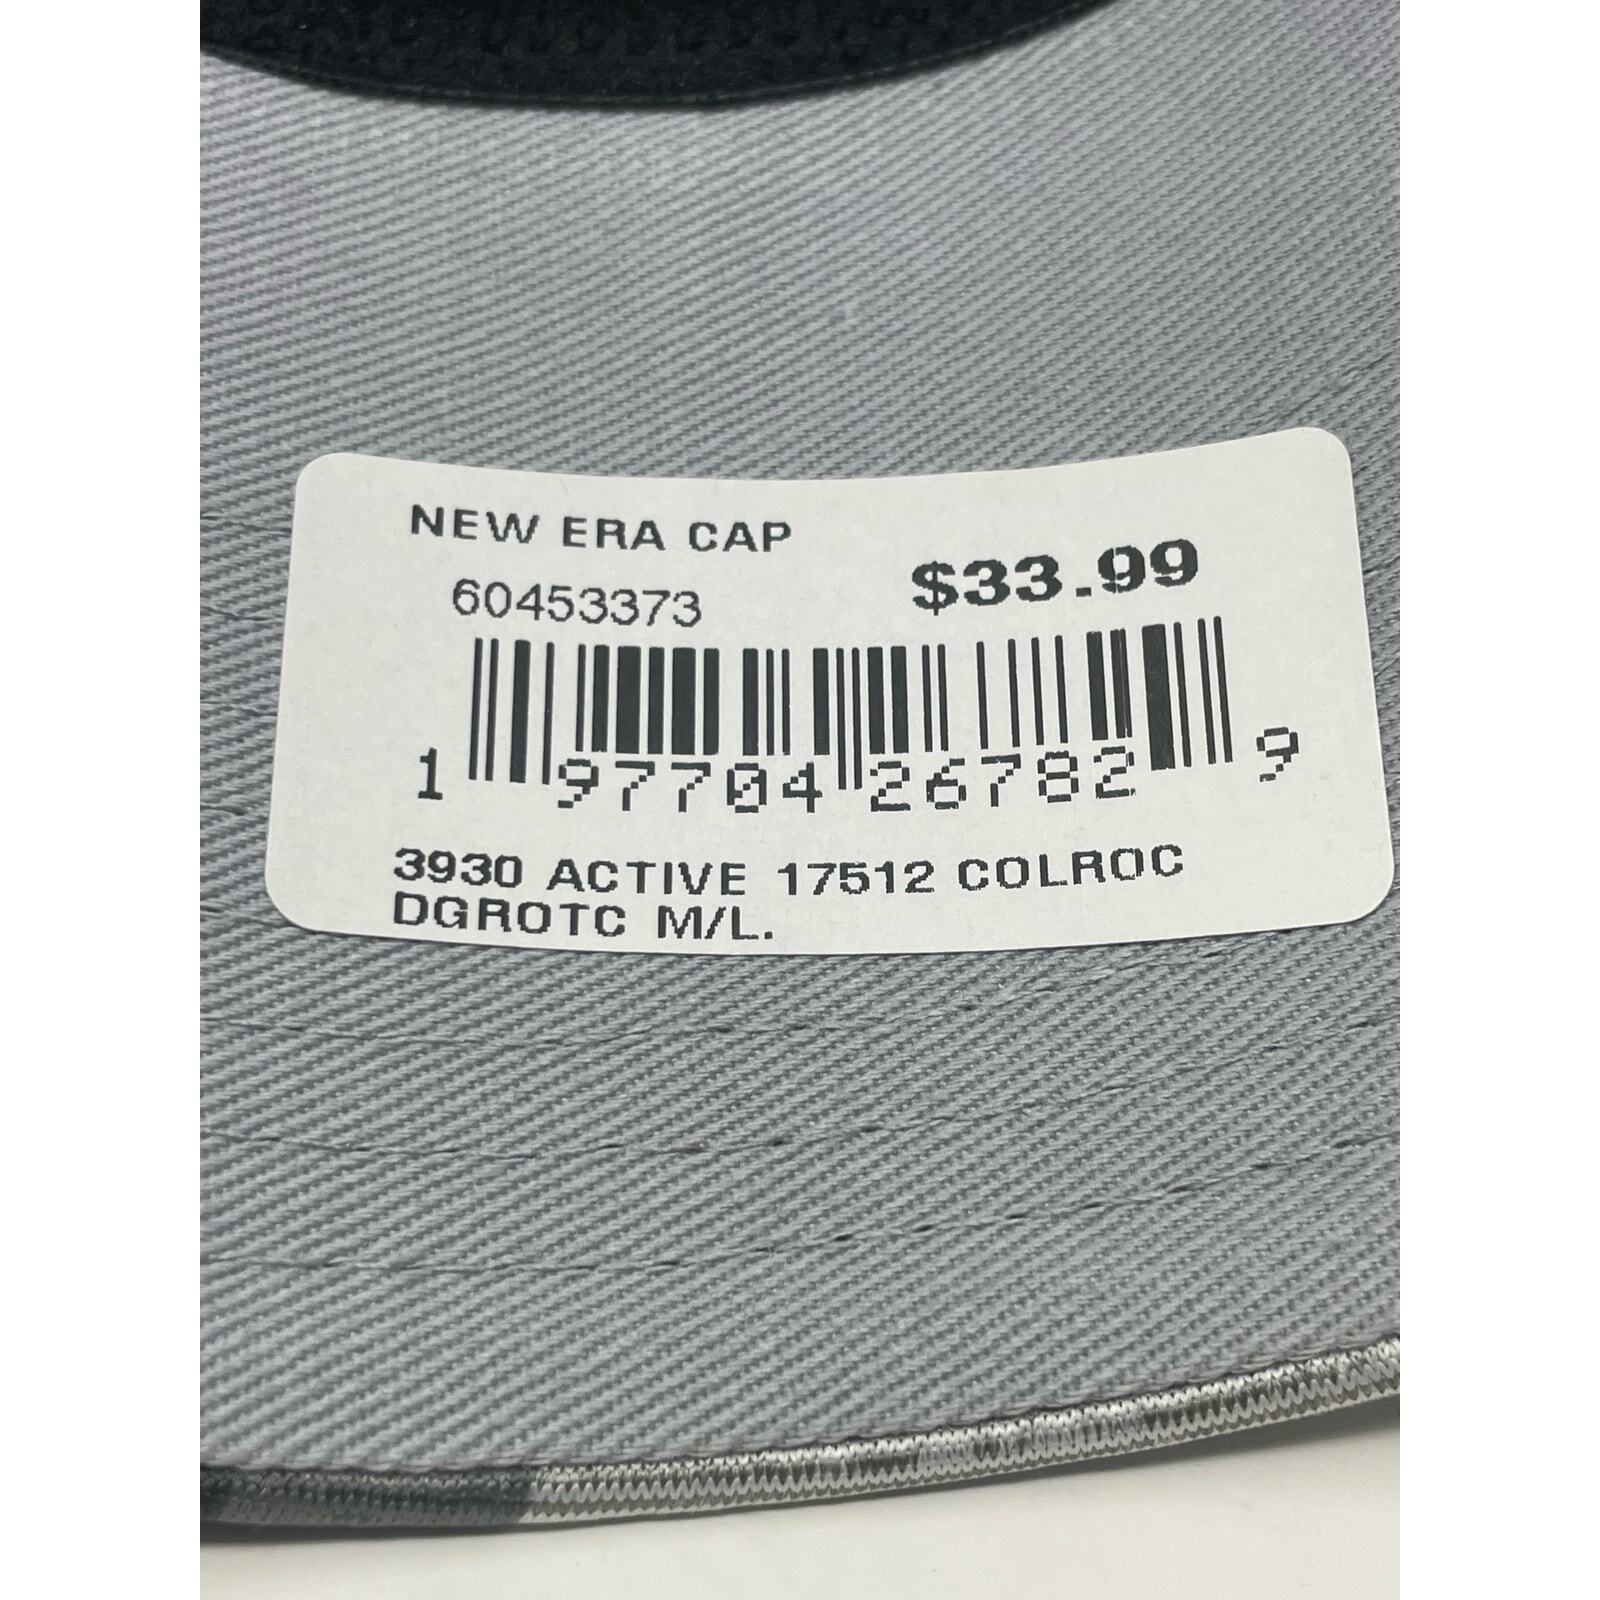 NEW ERA CAP
60453373
$33.99
1 97704 26782 9
3930 ACTIVE 17512 COLROC
DGROTC M/L.